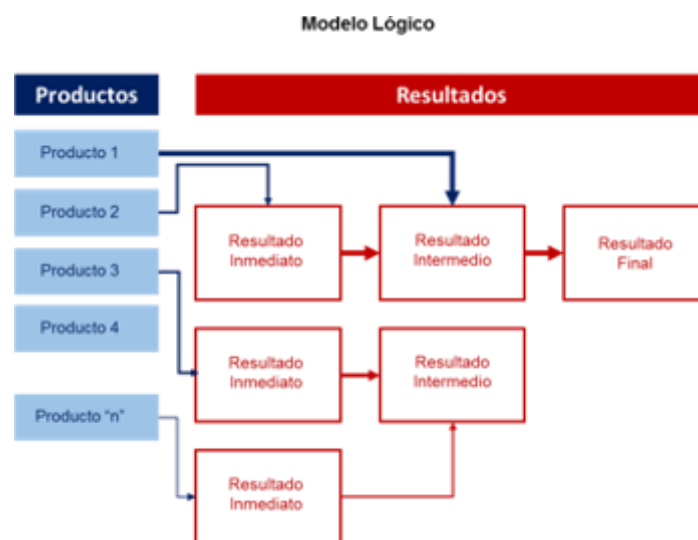 Modelo Lógico
Productos
Resultados
Producto 1
Producto 2
Resultado
Inmediato
Resultado
Intermedio
Resultado
Final
Producto 3
Producto 4
Resultado
Inmediato
Resultado
Intermedio
Producto “n”
Resultado
Inmediato